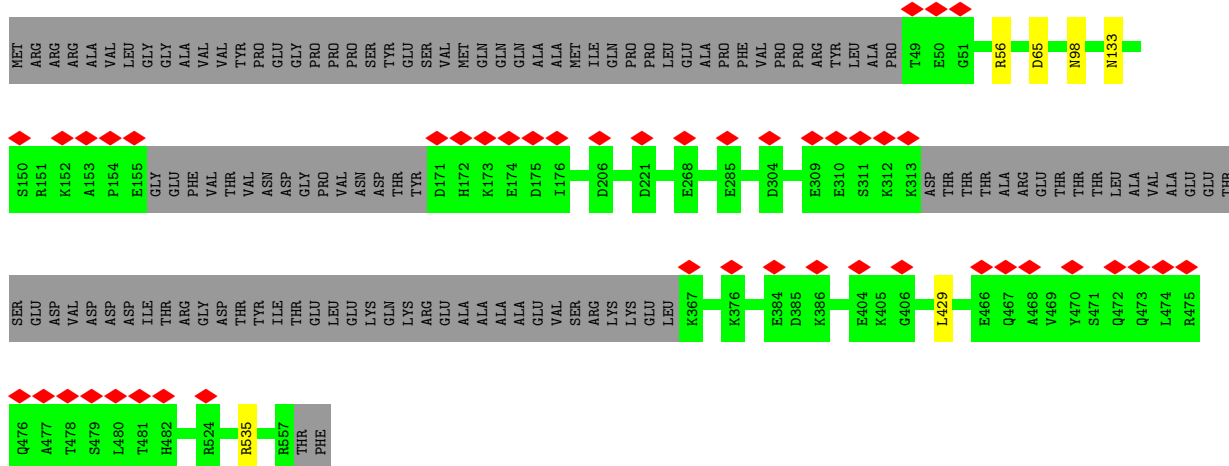 MET ARG ARG ARG ALA VAL LEU GLY GLY ALA VAL VAL TYR PRO GLU GLY PRO PRO PRO SER TYR GLU SER VAL MET GLN GLN GLN ALA ALA MET ILE GLN PRO PRO LEU GLU ALA PRO PHE VAL PRO PRO ARG TYR LEU ALA PRO T49 E50 G51 R56 D65 N98 N133
S150 R151 K152 A153 P154 E155 GLY GLU PHE VAL THR VAL ASN ASP GLY PRO VAL ASN ASP THR TYR D171 H172 K173 E174 D175 I176 D206 D221 E268 E285 D304 E309 E310 S311 K312 K313 ASP THR THR THR ALA ARG GLU THR THR THR LEU ALA VAL ALA GLU GLU THR
SER GLU ASP VAL ASP ASP ASP ILE THR ARG GLY ASP THR TYR ILE THR GLU LEU GLU LYS GLN LYS ARG GLU ALA ALA ALA ALA GLU VAL SER ARG LYS LYS GLU LEU K367 K376 E384 D385 K386 E404 K405 G406 L429 E466 Q467 A468 V469 Y470 S471 Q472 Q473 L474 R475
Q476 A477 T478 S479 L480 T481 H482 R524 R535 R557 THR PHE